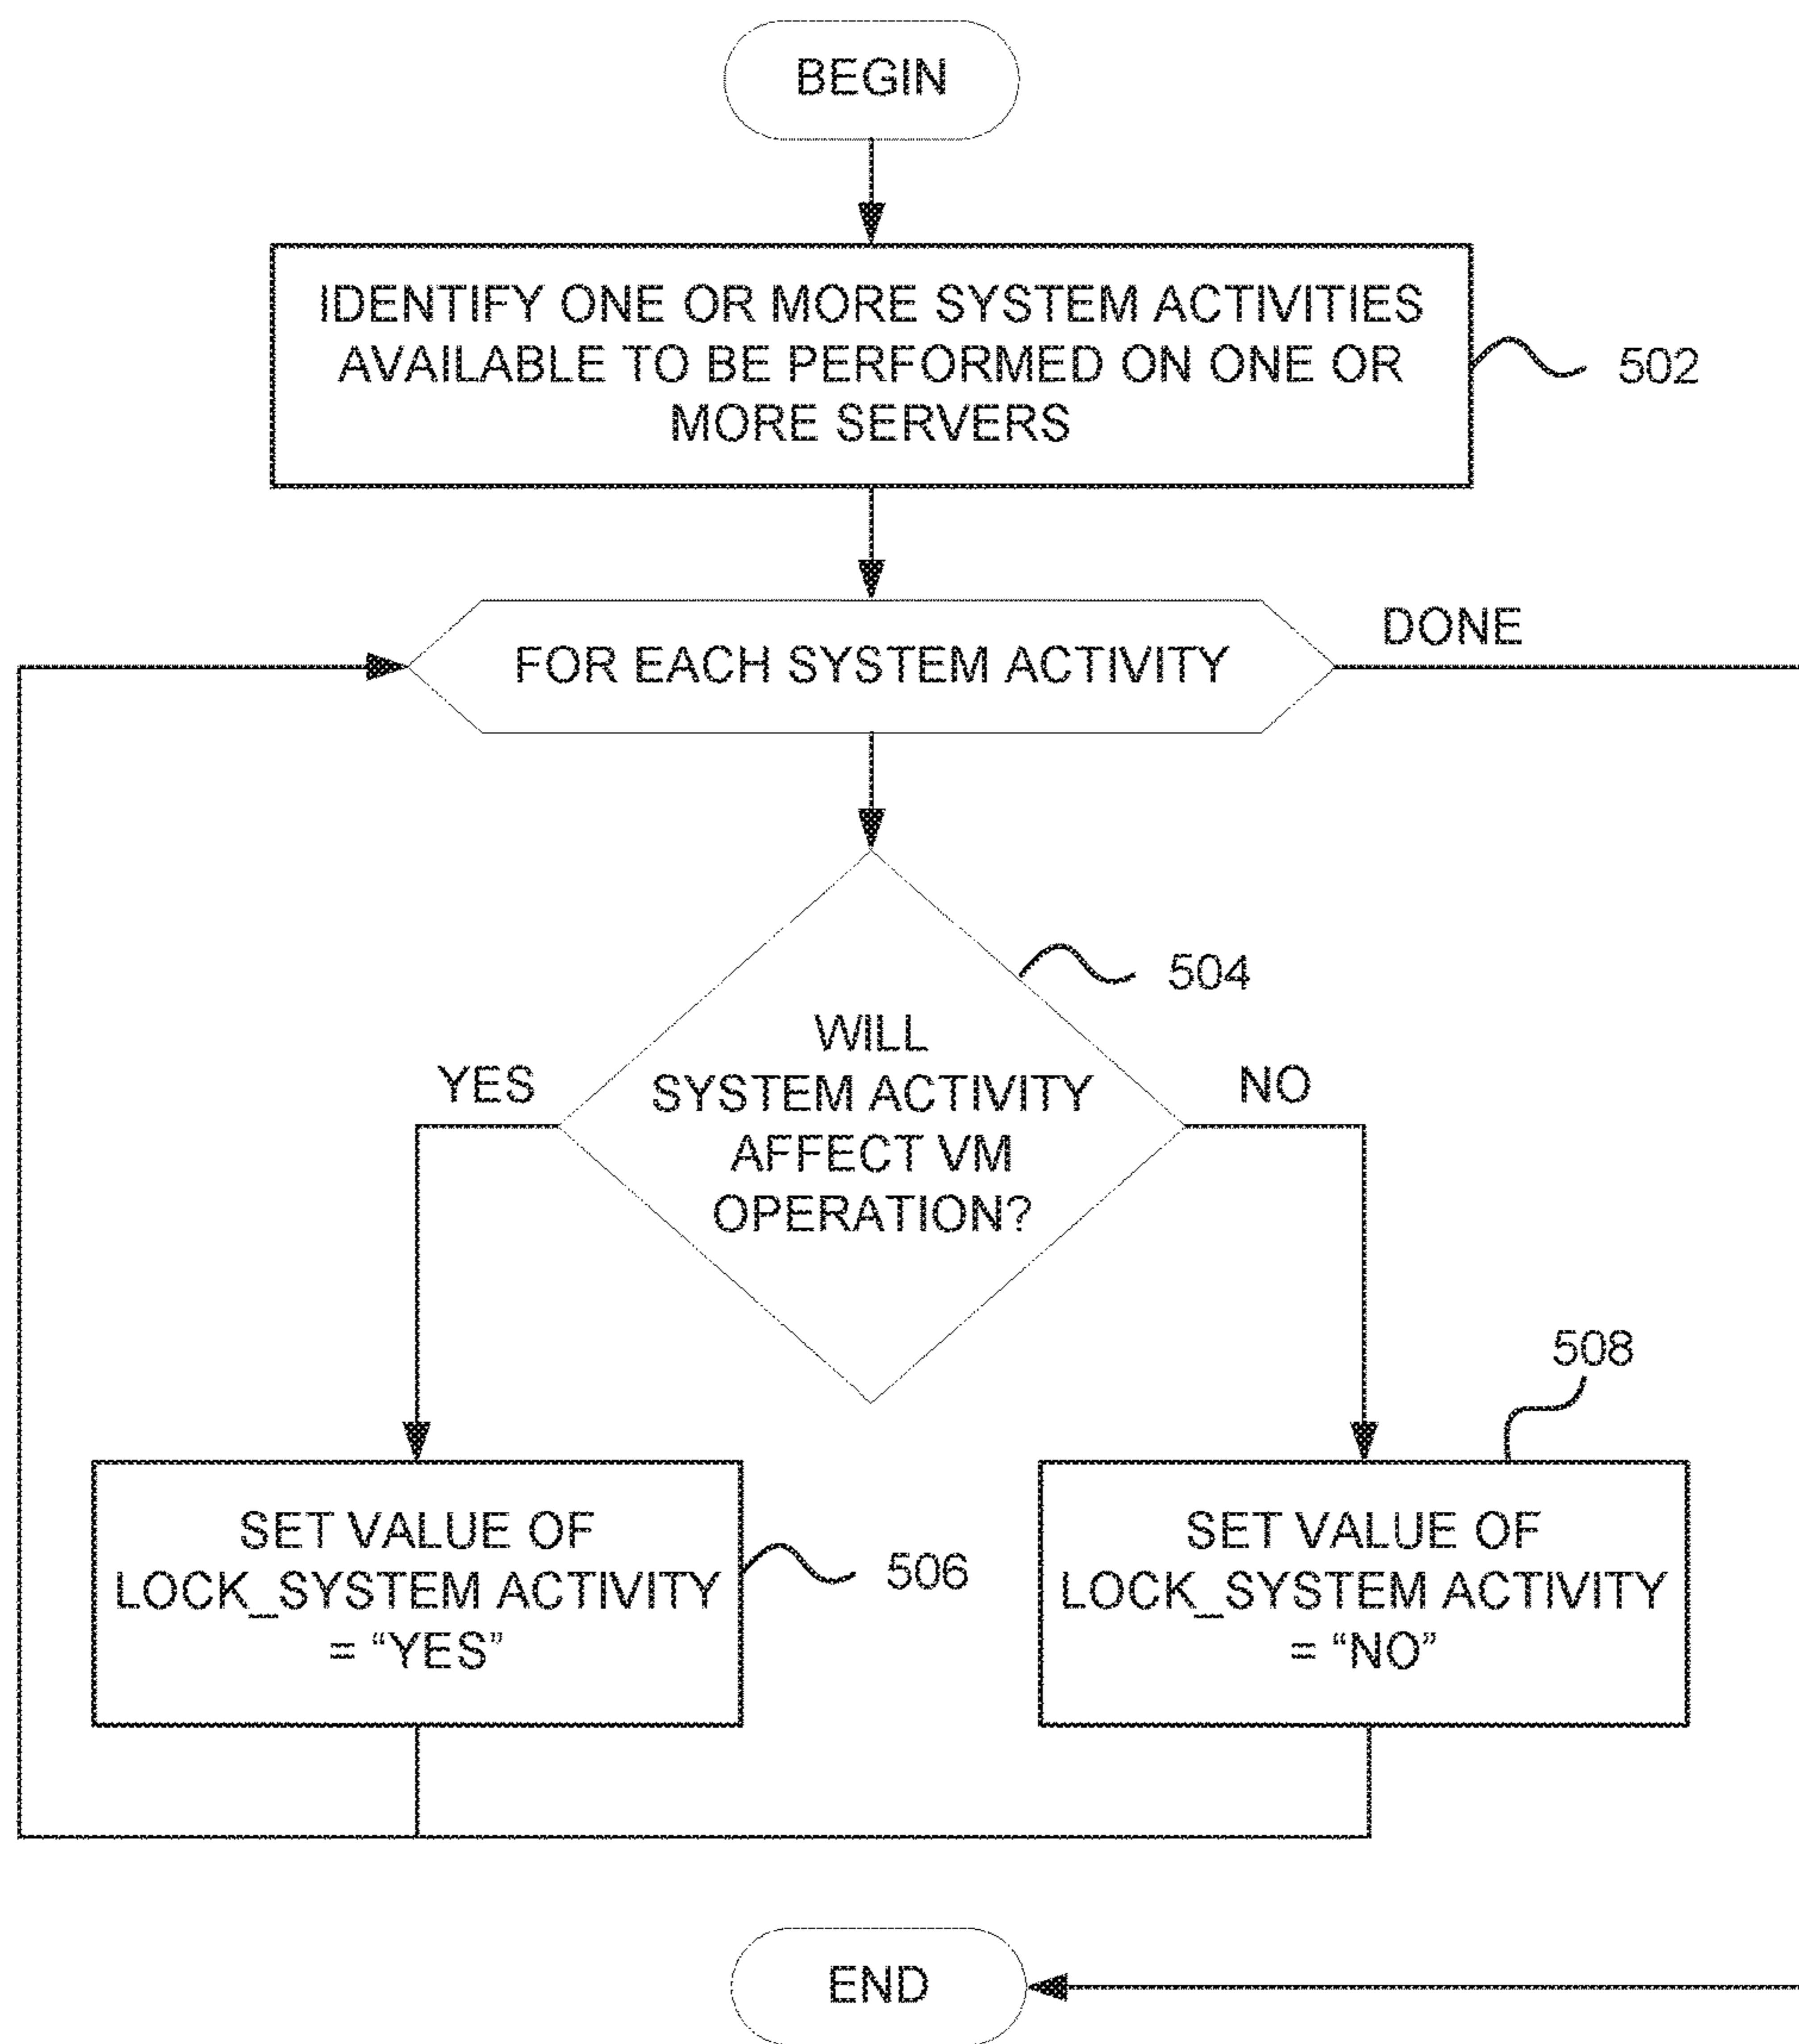 BEGIN
IDENTIFY ONE OR MORE SYSTEM ACTIVITIES
AVAILABLE TO BE PERFORMED ON ONE OR
MORE SERVERS
502
FOR EACH SYSTEM ACTIVITY
DONE
504
WILL
SYSTEM ACTIVITY
AFFECT VM
OPERATION?
YES
NO
508
SET VALUE OF
LOCK_SYSTEM ACTIVITY
= “YES”
506
SET VALUE OF
LOCK_SYSTEM ACTIVITY
= “NO”
END